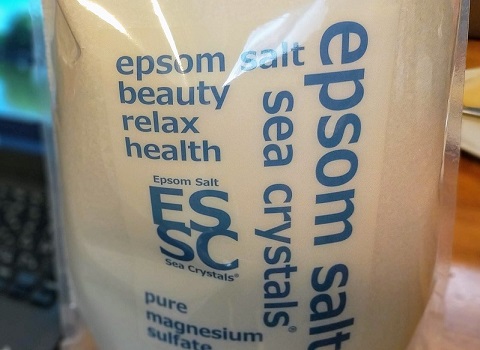 epsom salt
beauty
relax
health
Epsom Salt
ES
SC
Sea Crystals®
pure
magnesium
sulfate
sea crystals®
epsom salt